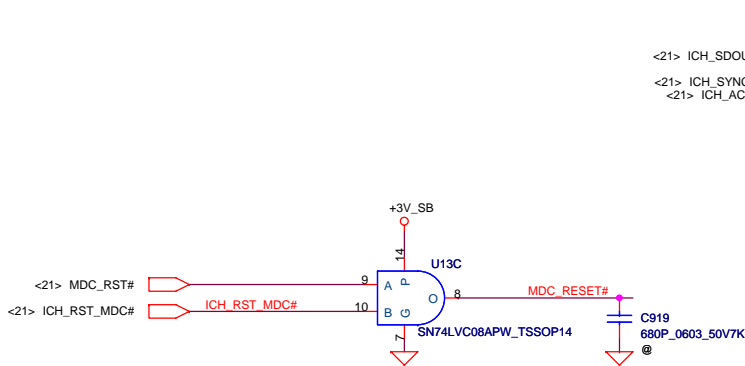 <21> ICH_SDOU
<21> ICH_SYNC
<21> ICH_AC
+3V_SB
14
U13C
<21> MDC_RST#
9
A
P
O
8
MDC_RESET#
<21> ICH_RST_MDC#
ICH_RST_MDC#
10
B
G
C919
SN74LVC08APW_TSSOP14
680P_0603_50V7K
7
@